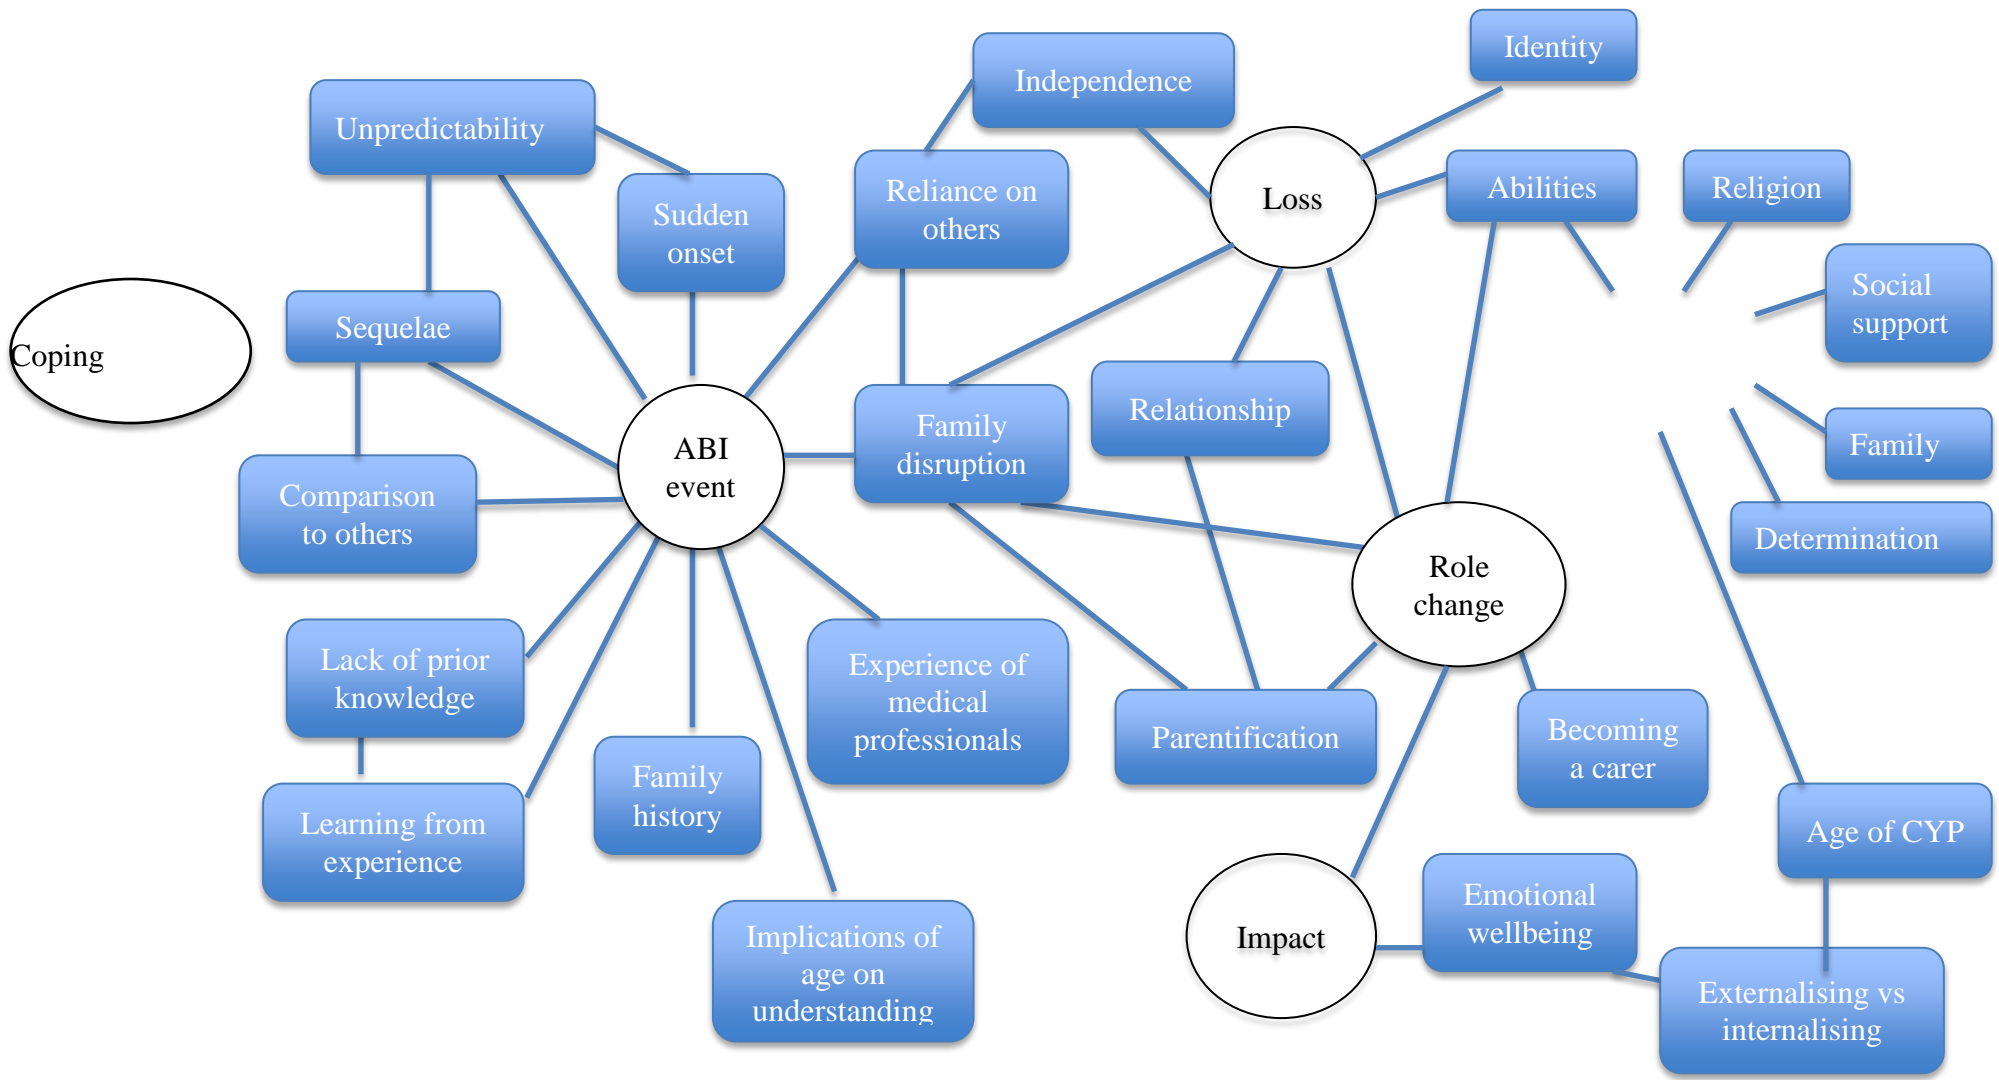 Identity
Independence
Unpredictability
Reliance on
others
Loss
Abilities
Religion
Sudden
onset
Social
support
Coping
Sequelae
Relationship
Family
disruption
Family
ABI
event
Comparison
to others
Determination
Role
change
Lack of prior
knowledge
Experience of
medical
professionals
Parentification
Becoming
a carer
Family
history
Learning from
experience
Age of CYP
Implications of
age on
understanding
Impact
Emotional
wellbeing
Externalising vs
internalising